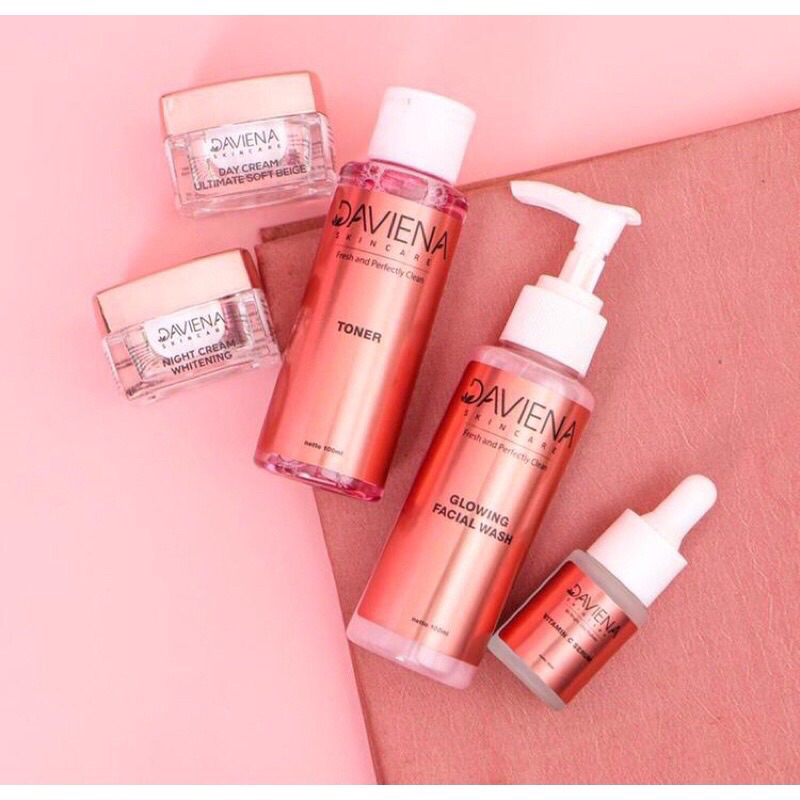 DAVIENA
SKINCARE
DAY CREAM
ULTIMATE SOFT BEIGE
DAVIENA
SKINCARE
NIGHT CREAM
WHITENING
DAVIENA
SKINCARE
Fresh and Perfectly Clean
TONER
netto 100ml
DAVIENA
SKINCARE
Fresh and Perfectly Clean
GLOWING
FACIAL WASH
netto 100ml
DAVIENA
SKINCARE
VITAMIN C SERUM